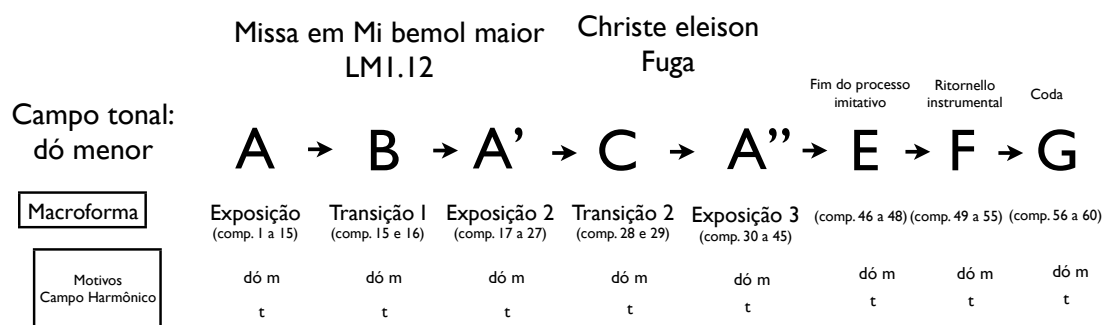 Missa em Mi bemol maior
LM1.12
Christe eleison
Fuga
Fim do processo
imitativo
Ritornello
instrumental
Coda
Campo tonal:
dó menor
A B A' C A'' E F G
Macroforma
Exposição Transição 1 Exposição 2 Transição 2 Exposição 3
(comp. 1 a 15) (comp. 15 e 16) (comp. 17 a 27) (comp. 28 e 29) (comp. 30 a 45) (comp. 46 a 48) (comp. 49 a 55) (comp. 56 a 60)
Motivos
Campo Harmônico
dó m dó m dó m dó m dó m dó m dó m dó m
t t t t t t t t